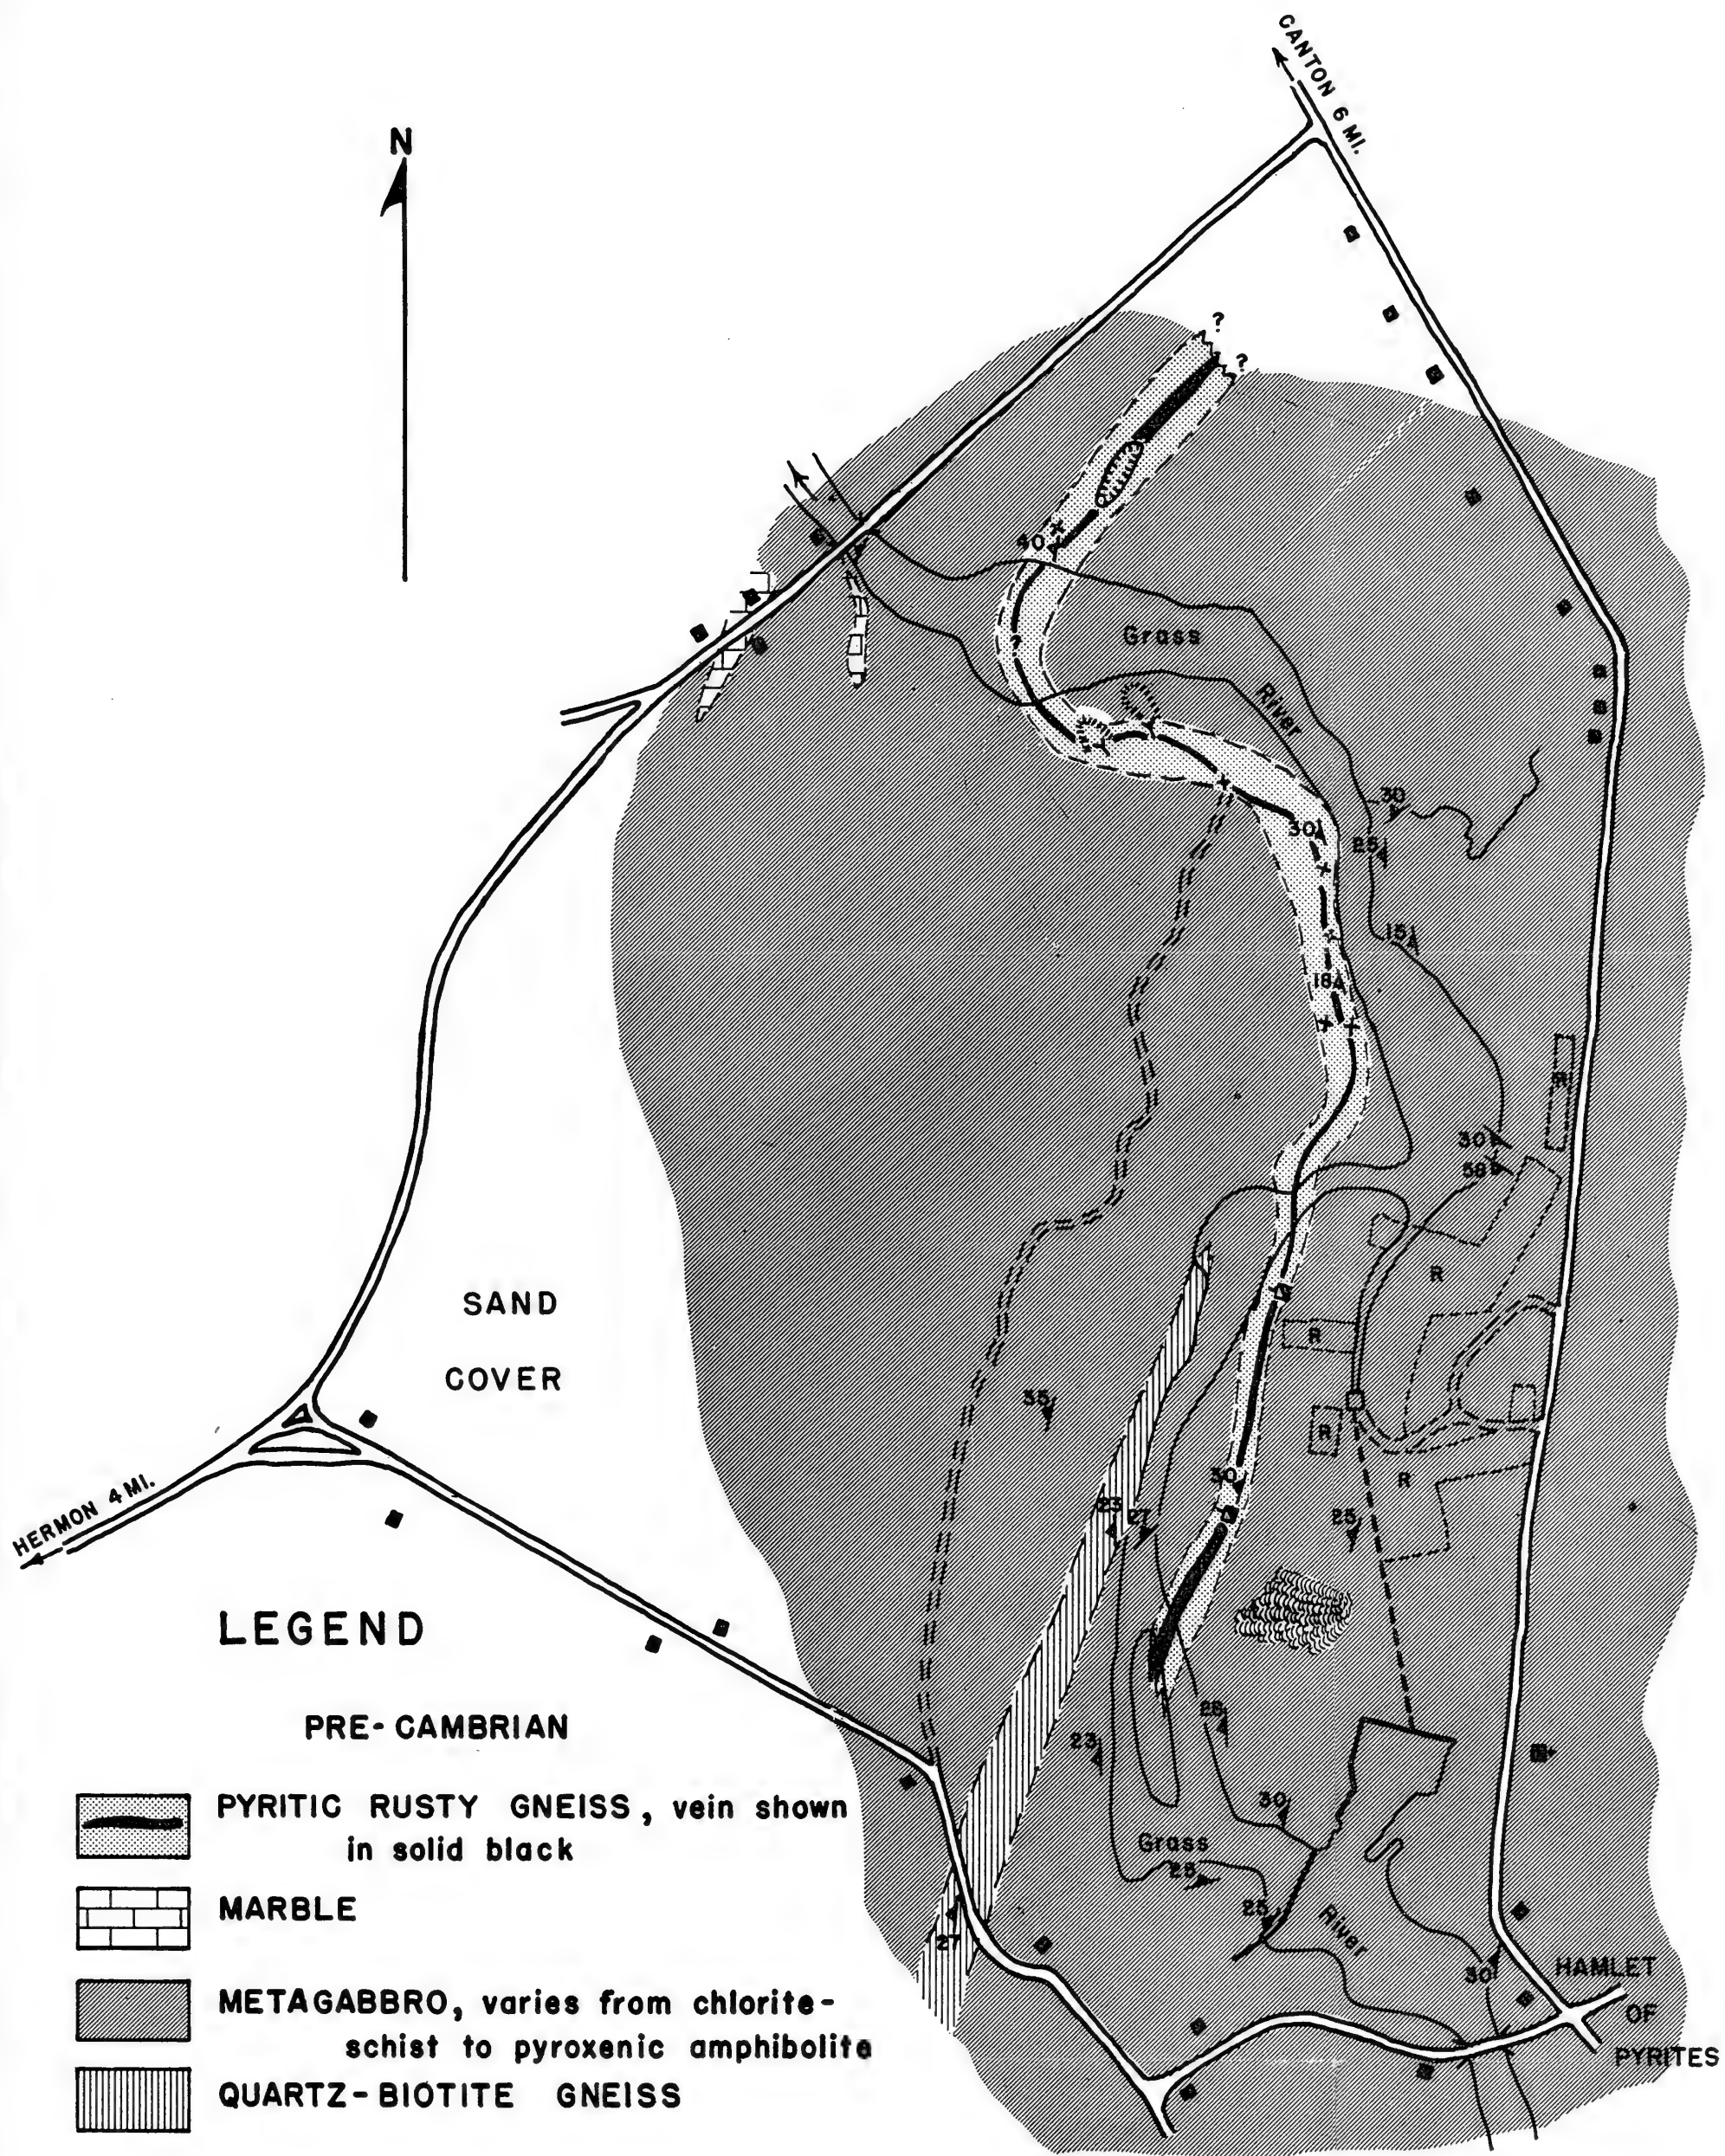 CANTON 6 MI.
N
?
?
40
Grass
?
River
30
30
25
15
18
R
30
58
R
SAND
R
COVER
35
R
HERMON 4 MI.
30
R
23
27
25
LEGEND
28
PRE-CAMBRIAN
23
PYRITIC RUSTY GNEISS, vein shown
in solid black
30
Grass
28
MARBLE
25
River
27
30
HAMLET
OF
PYRITES
METAGABBRO, varies from chlorite-
schist to pyroxenic amphibolite
QUARTZ-BIOTITE GNEISS